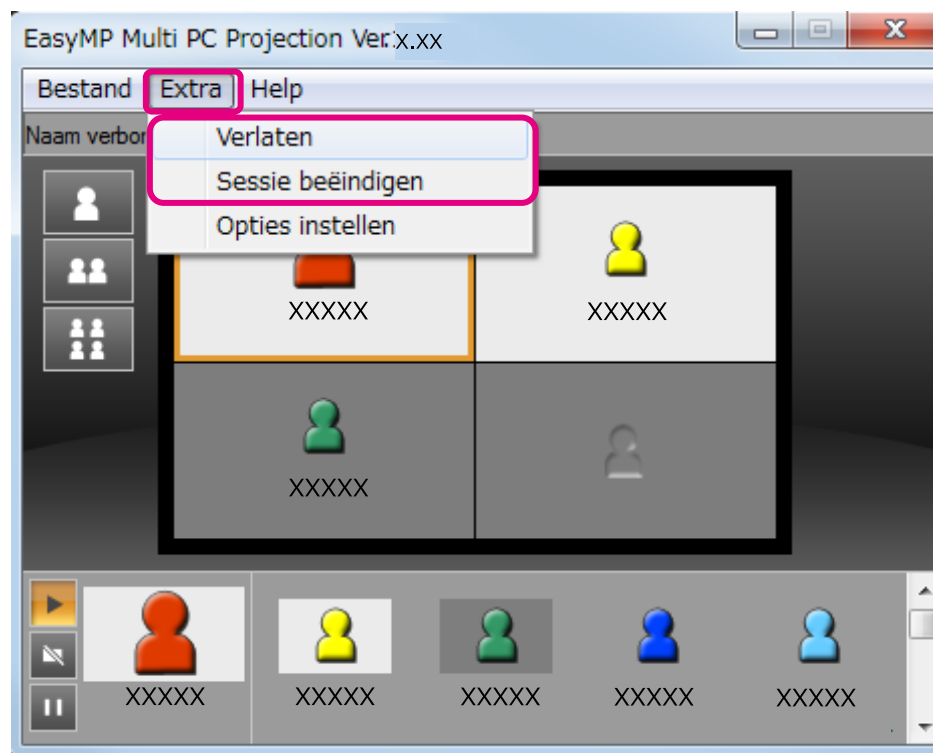 EasyMP Multi PC Projection Ver.x.xx
Bestand Extra Help
Naam verbor
Verlaten
Sessie beëindigen
Opties instellen
XXXXX XXXXX
XXXXX
XXXXX XXXXX XXXXX XXXXX XXXXX